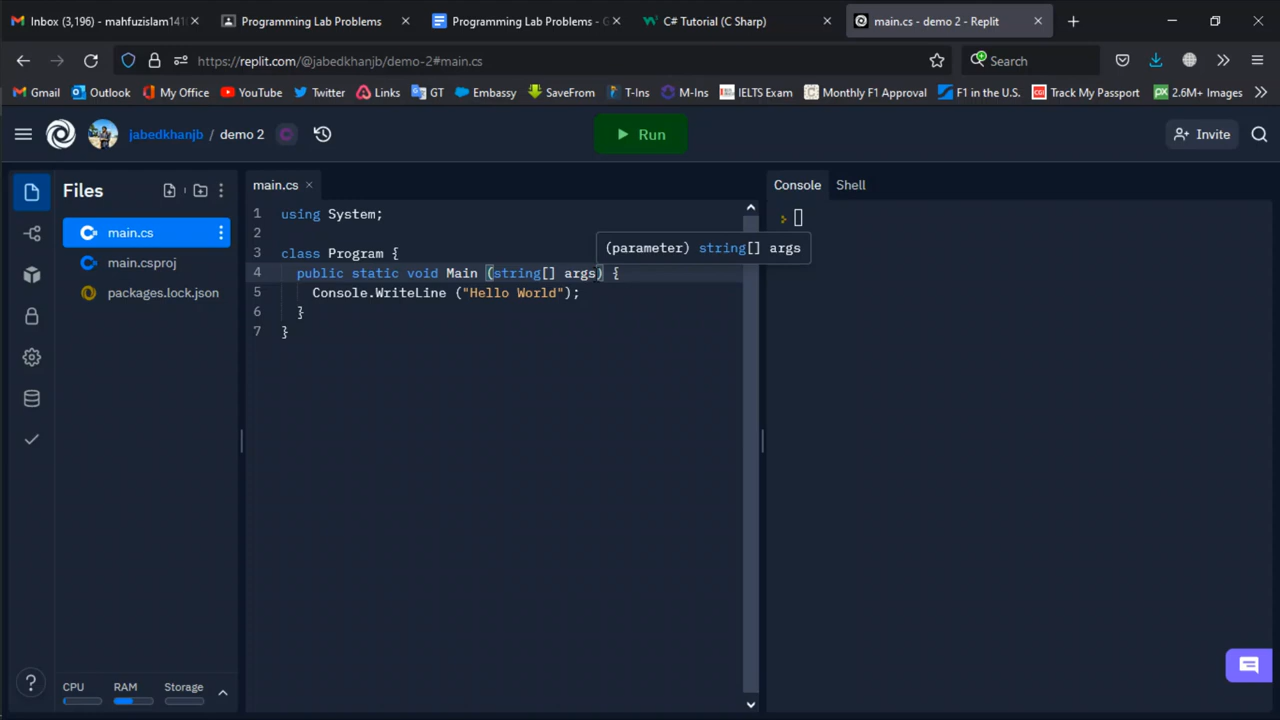 Inbox (3,196) - mahfuzislam141
Programming Lab Problems
Programming Lab Problems - G
C# Tutorial (C Sharp)
main.cs - demo 2 - Replit
https://replit.com/@jabedkhanjb/demo-2#main.cs
Search
Gmail
Outlook
My Office
YouTube
Twitter
Links
GT
Embassy
SaveFrom
T-Ins
M-Ins
IELTS Exam
Monthly F1 Approval
F1 in the U.S.
Track My Passport
2.6M+ Images
jabedkhanjb / demo 2
Run
Invite
Files
main.cs
main.csproj
packages.lock.json
main.cs
1 using System;
2
3 class Program {
(parameter) string[] args
4 public static void Main (string[] args) {
5 Console.WriteLine ("Hello World");
6 }
7 }
Console
Shell
CPU
RAM
Storage